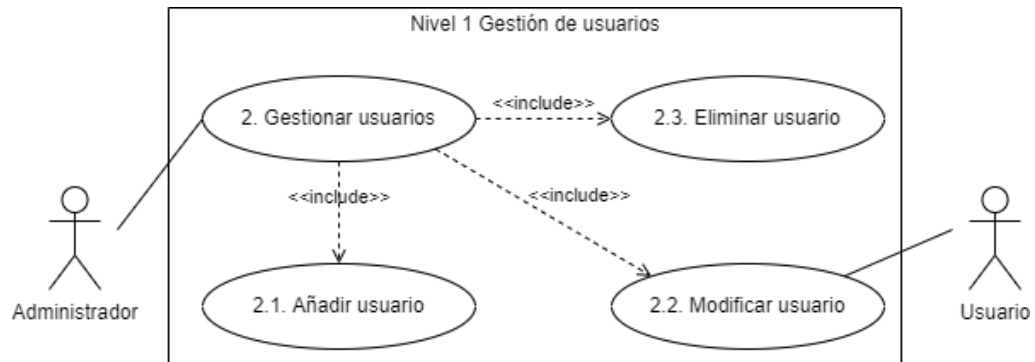 Nivel 1 Gestión de usuarios
2. Gestionar usuarios
<<include>>
2.3. Eliminar usuario
<<include>>
<<include>>
Administrador
2.1. Añadir usuario
2.2. Modificar usuario
Usuario